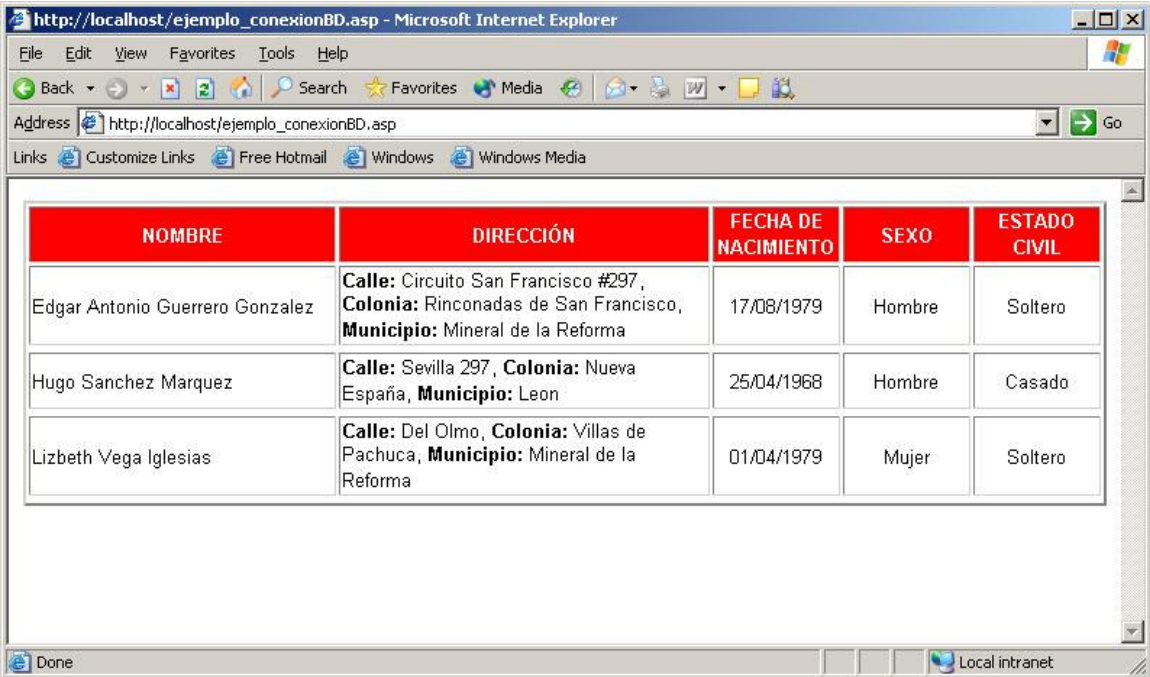 http://localhost/ejemplo_conexionBD.asp - Microsoft Internet Explorer
File Edit View Favorites Tools Help
Back Search Favorites Media
Address http://localhost/ejemplo_conexionBD.asp Go
Links Customize Links Free Hotmail Windows Windows Media
NOMBRE
DIRECCIÓN
FECHA DE
NACIMIENTO
SEXO
ESTADO
CIVIL
Edgar Antonio Guerrero Gonzalez
Calle: Circuito San Francisco #297,
Colonia: Rinconadas de San Francisco,
Municipio: Mineral de la Reforma
17/08/1979
Hombre
Soltero
Hugo Sanchez Marquez
Calle: Sevilla 297, Colonia: Nueva
España, Municipio: Leon
25/04/1968
Hombre
Casado
Lizbeth Vega Iglesias
Calle: Del Olmo, Colonia: Villas de
Pachuca, Municipio: Mineral de la
Reforma
01/04/1979
Mujer
Soltero
Done
Local intranet